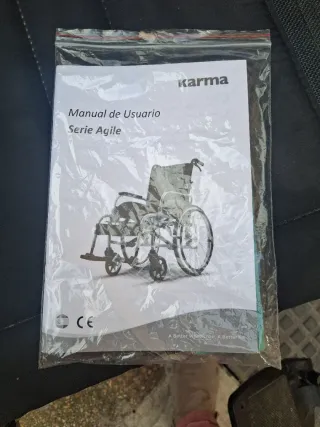 Karma
Manual de Usuario
Serie Agile
CE